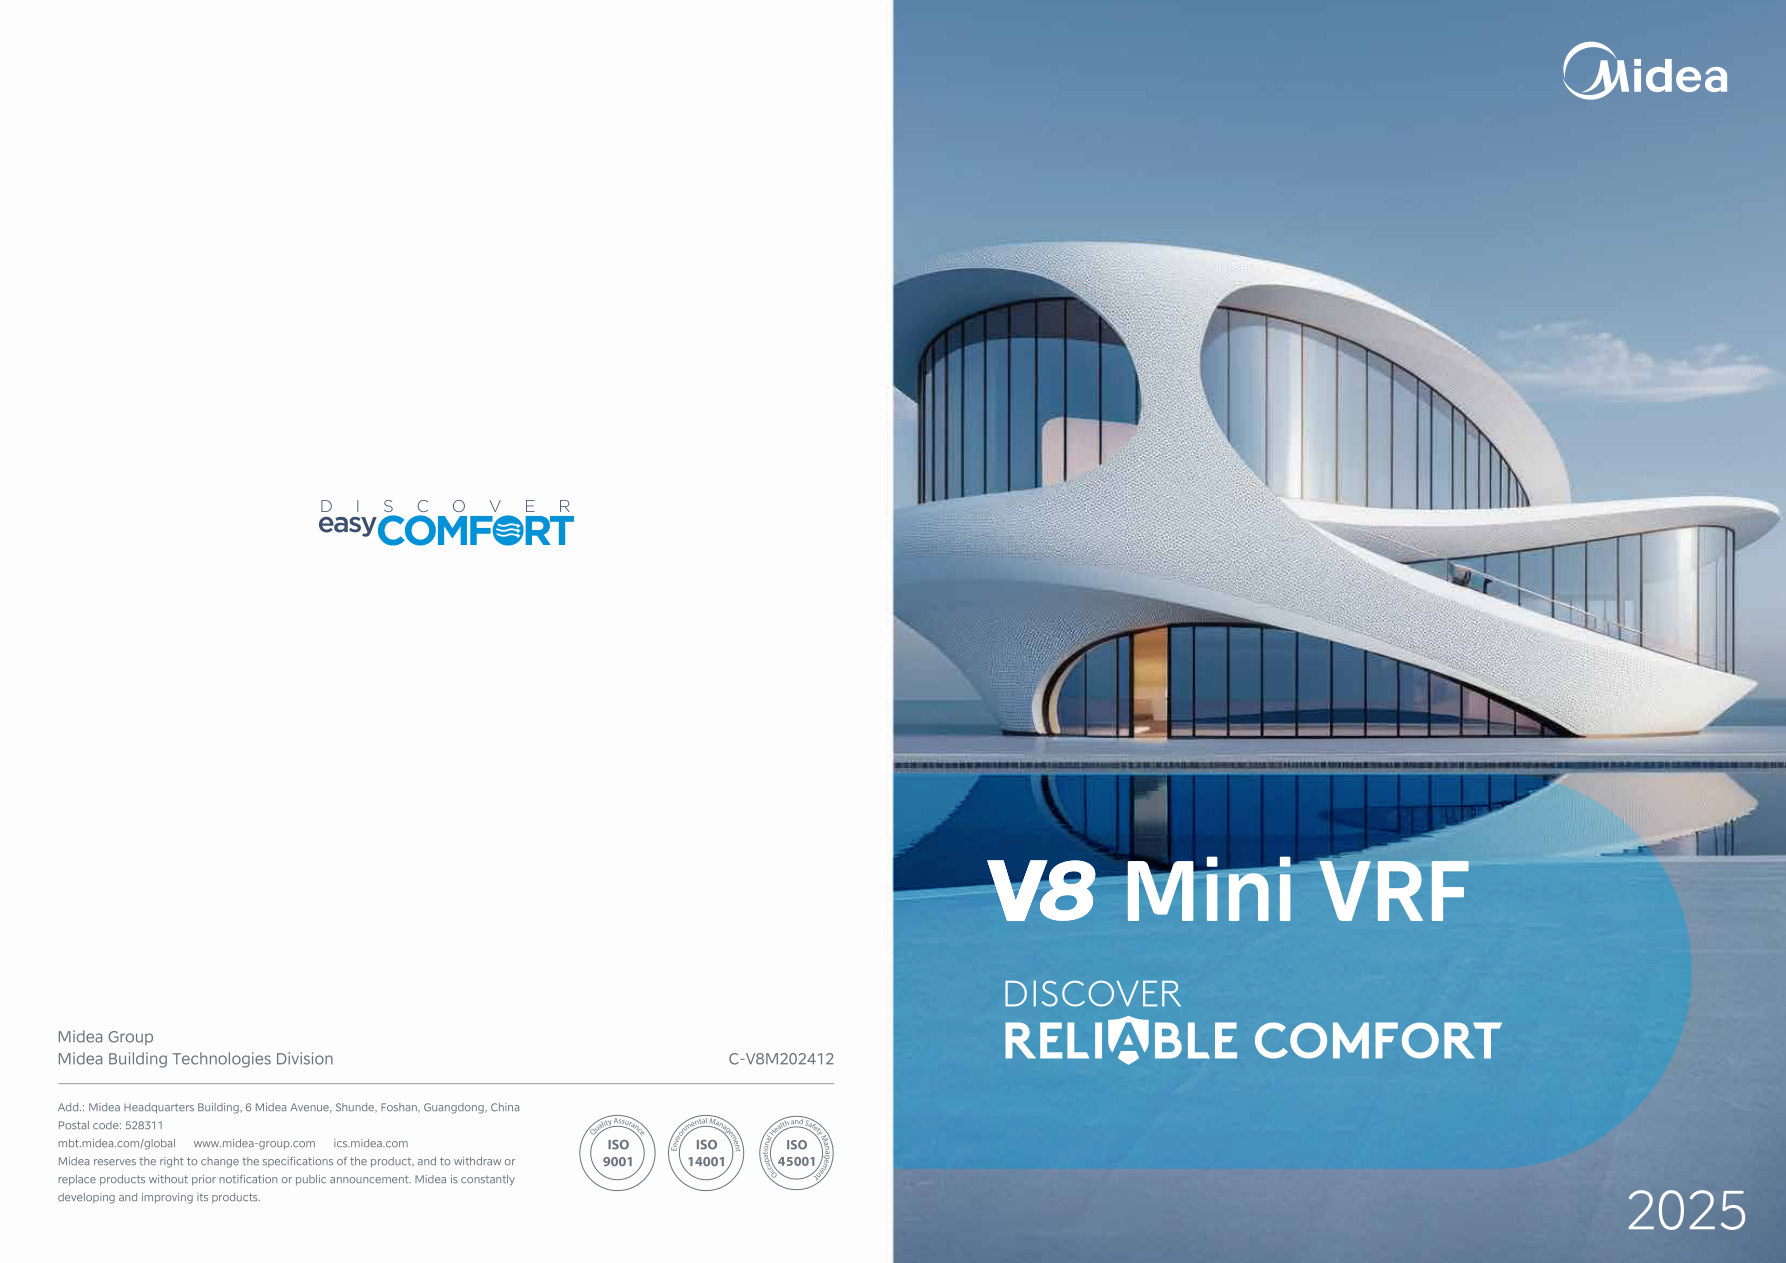 DISCOVER
easyCOMFORT
Midea Group
Midea Building Technologies Division
C-V8M202412
Add.: Midea Headquarters Building, 6 Midea Avenue, Shunde, Foshan, Guangdong, China
Postal code: 528311
mbt.midea.com/global www.midea-group.com ics.midea.com
Midea reserves the right to change the specifications of the product, and to withdraw or
replace products without prior notification or public announcement. Midea is constantly
developing and improving its products.
Quality Assurance
ISO
9001
Environmental Management
ISO
14001
Occupational Health and Safety Management
ISO
45001
Midea
V8 Mini VRF
DISCOVER
RELIABLE COMFORT
2025